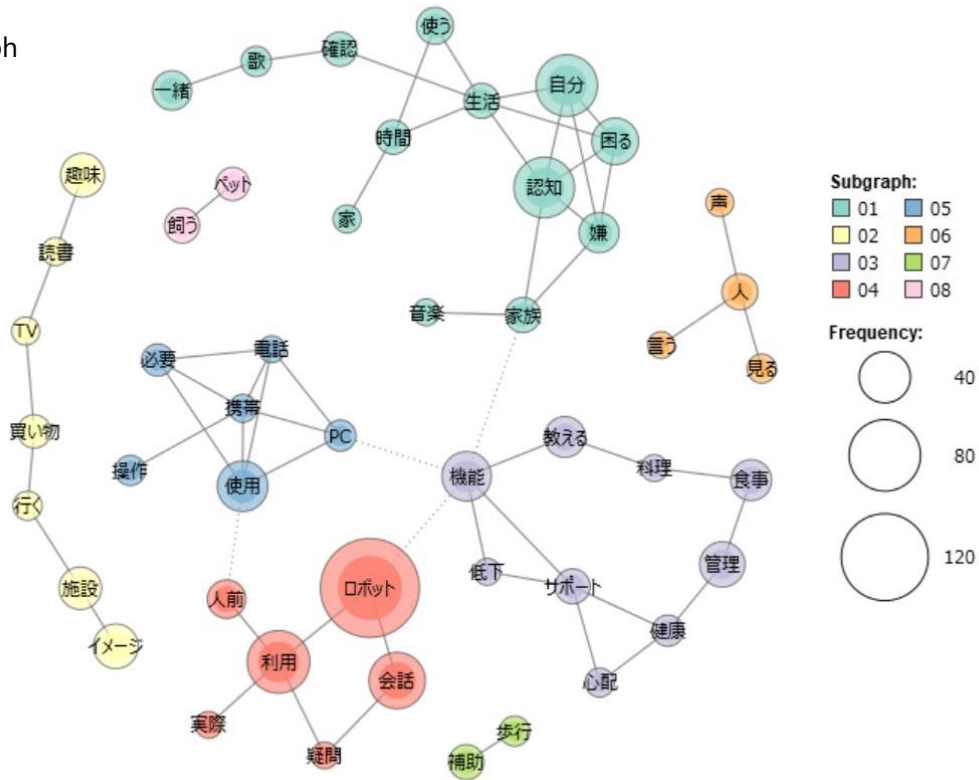 ph
使う
確認
歌
一緒
自分
生活
時間
困る
認知
家
嫌
音楽
家族
趣味
読書
TV
買い物
行く
施設
イメージ
ペット
飼う
声
人
言う
見る
必要
電話
携帯
PC
操作
使用
機能
教える
料理
食事
低下
サポート
管理
健康
心配
人前
ロボット
利用
会話
実際
疑問
歩行
補助
Subgraph:
01 05
02 06
03 07
04 08
Frequency:
40
80
120